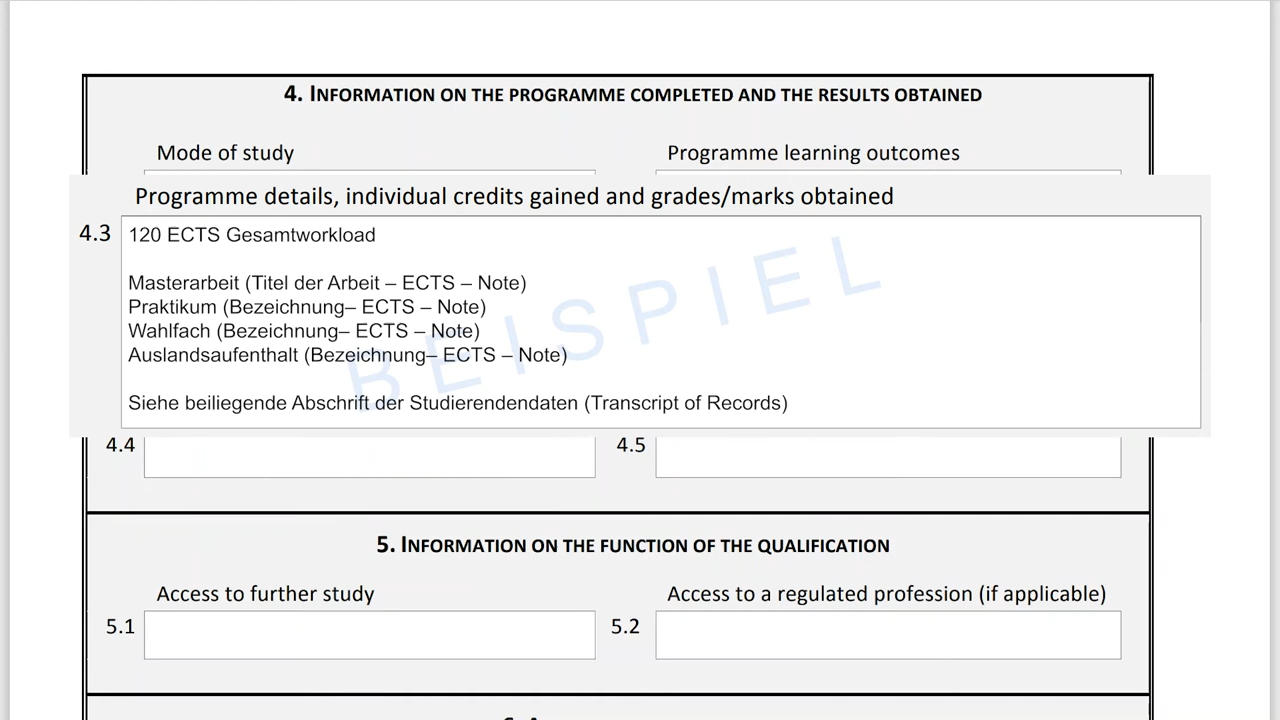 4. INFORMATION ON THE PROGRAMME COMPLETED AND THE RESULTS OBTAINED
Mode of study
Programme learning outcomes
Programme details, individual credits gained and grades/marks obtained
4.3
120 ECTS Gesamtworkload
Masterarbeit (Titel der Arbeit – ECTS – Note)
Praktikum (Bezeichnung– ECTS – Note)
Wahlfach (Bezeichnung– ECTS – Note)
Auslandsaufenthalt (Bezeichnung– ECTS – Note)
Siehe beiliegende Abschrift der Studierendendaten (Transcript of Records)
BEISPIEL
4.4
4.5
5. INFORMATION ON THE FUNCTION OF THE QUALIFICATION
Access to further study
Access to a regulated profession (if applicable)
5.1
5.2